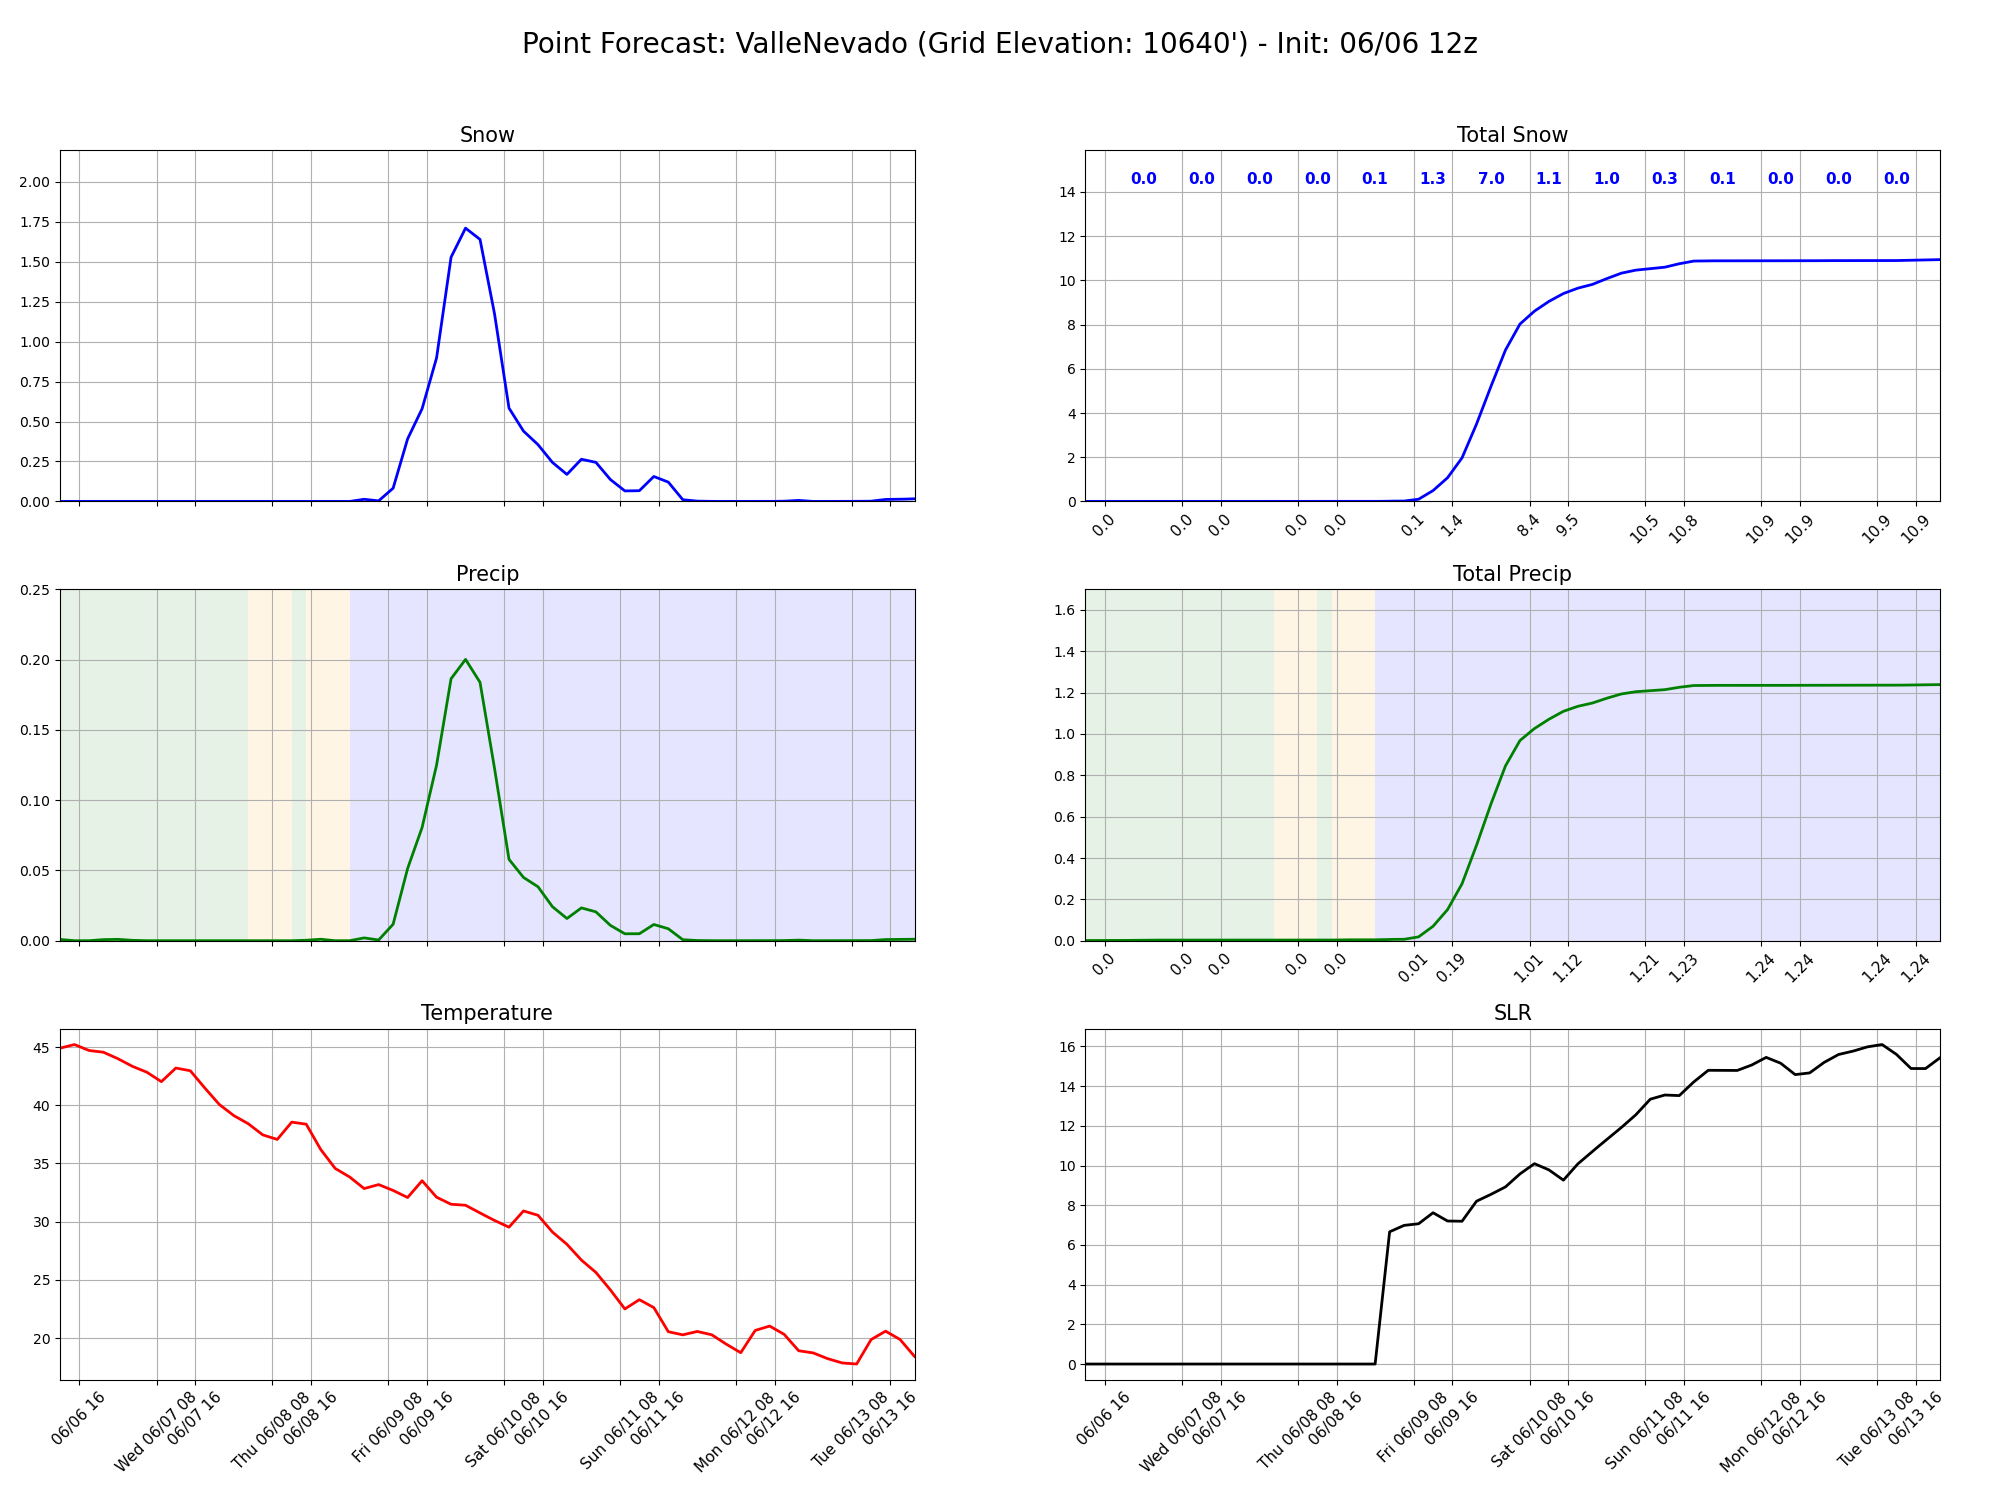 Point Forecast: ValleNevado (Grid Elevation: 10640') - Init: 06/06 12z
Snow
2.00
1.75
1.50
1.25
1.00
0.75
0.50
0.25
0.00
Total Snow
0.0 0.0 0.0 0.0 0.1 1.3 7.0 1.1 1.0 0.3 0.1 0.0 0.0 0.0
14
12
10
8
6
4
2
0
0.0 0.0 0.0 0.0 0.0 0.1 1.4 8.4 9.5 10.5 10.8 10.9 10.9 10.9 10.9
Precip
0.25
0.20
0.15
0.10
0.05
0.00
Total Precip
1.6
1.4
1.2
1.0
0.8
0.6
0.4
0.2
0.0
0.0 0.0 0.0 0.0 0.0 0.01 0.19 1.01 1.12 1.21 1.23 1.24 1.24 1.24 1.24
Temperature
45
40
35
30
25
20
06/06 16
Wed 06/07 08
06/07 16
Thu 06/08 08
06/08 16
Fri 06/09 08
06/09 16
Sat 06/10 08
06/10 16
Sun 06/11 08
06/11 16
Mon 06/12 08
06/12 16
Tue 06/13 08
06/13 16
SLR
16
14
12
10
8
6
4
2
0
06/06 16
Wed 06/07 08
06/07 16
Thu 06/08 08
06/08 16
Fri 06/09 08
06/09 16
Sat 06/10 08
06/10 16
Sun 06/11 08
06/11 16
Mon 06/12 08
06/12 16
Tue 06/13 08
06/13 16